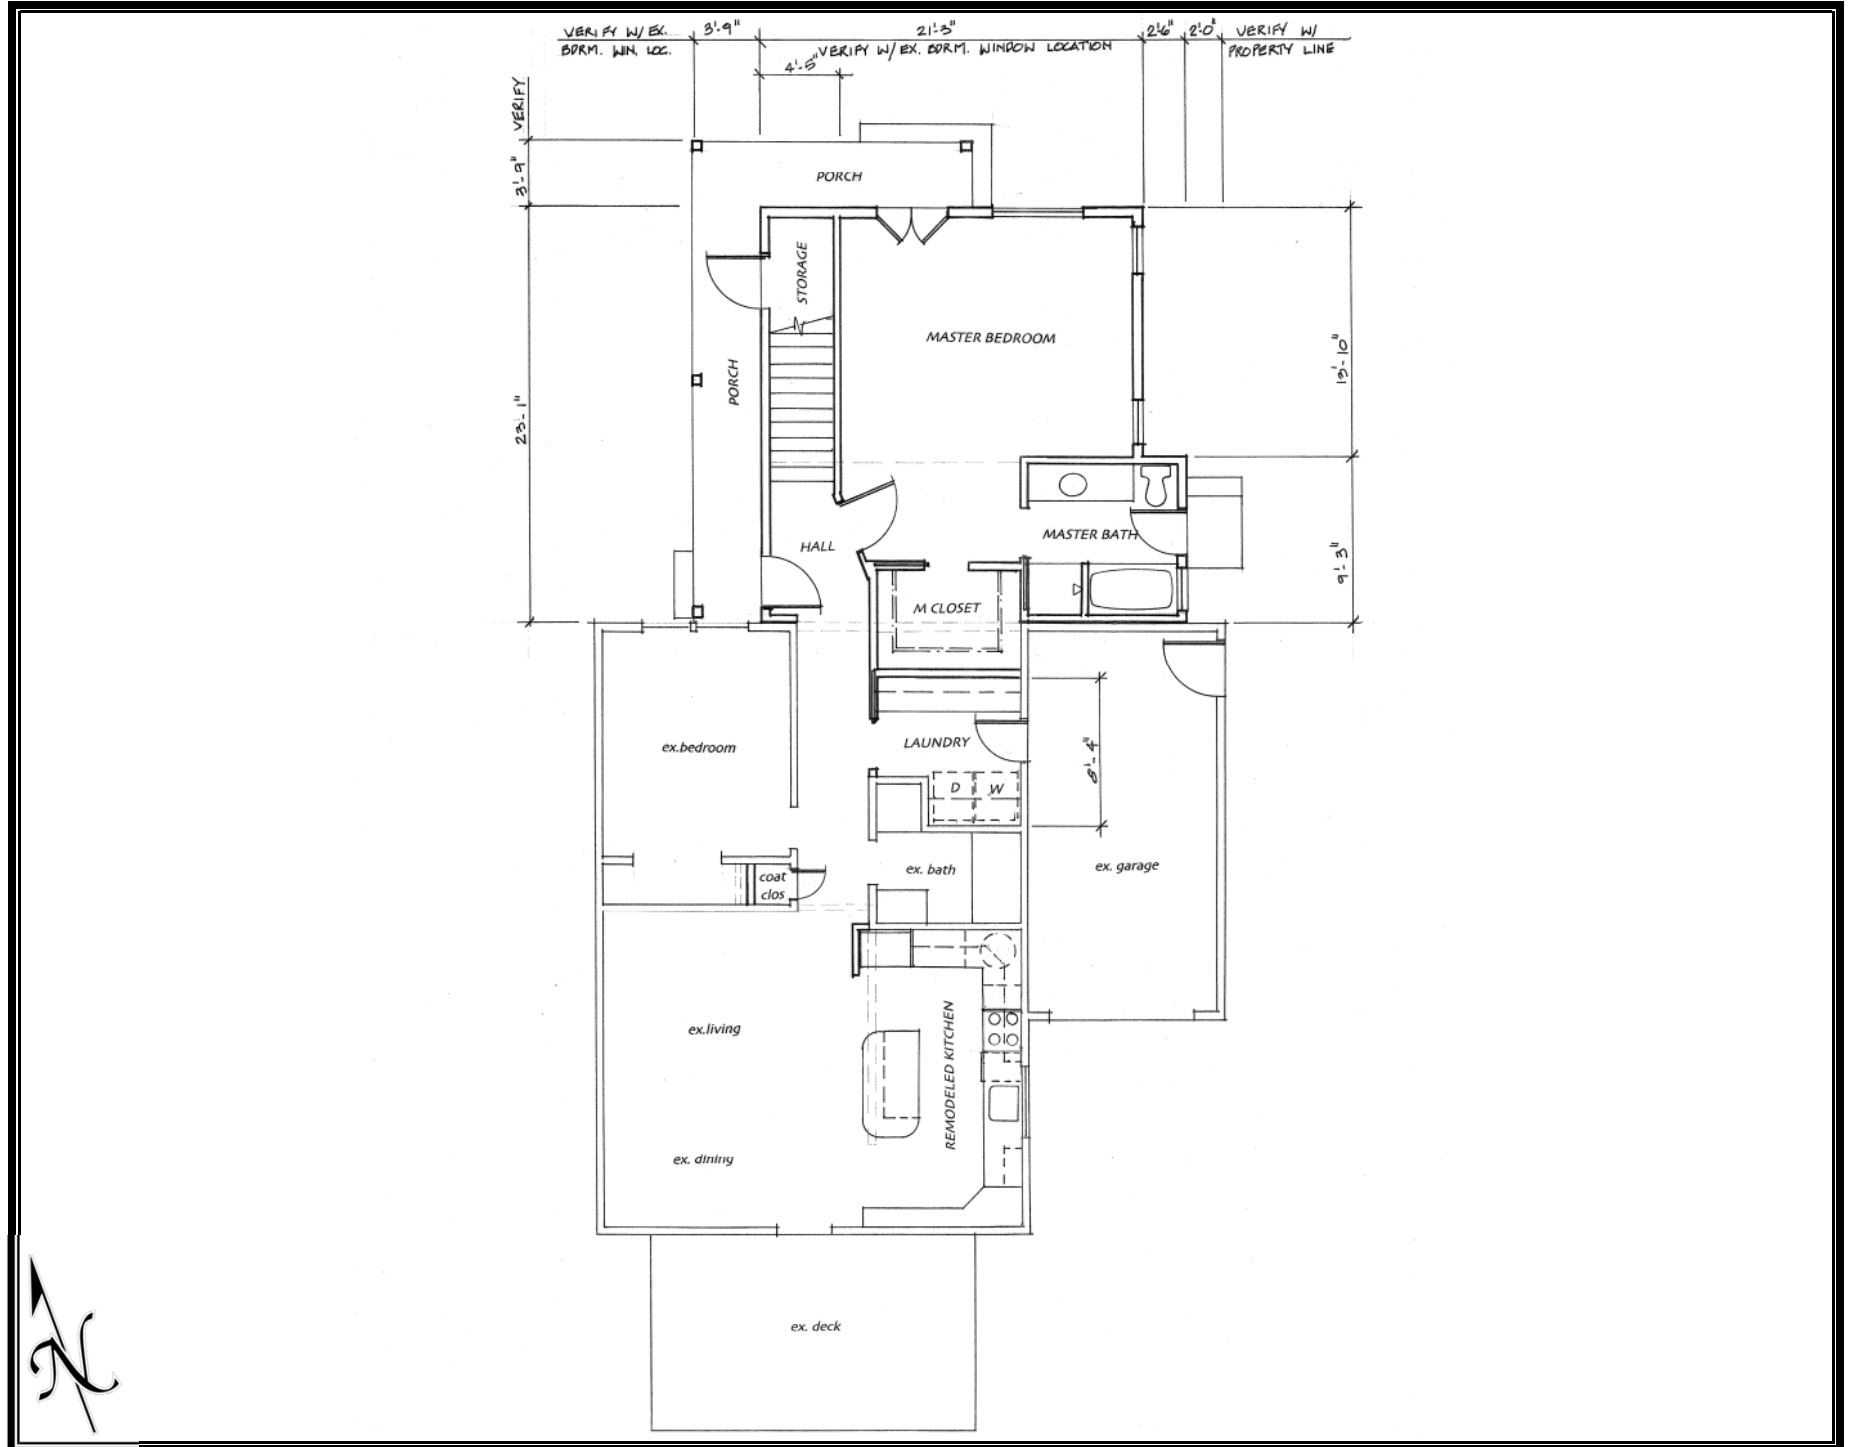 VERIFY W/ EX.
BDRM. WIN. LOC.
3'-9"
21'-3"
VERIFY W/ EX. BDRM. WINDOW LOCATION
2'6"
2'-0"
VERIFY W/
PROPERTY LINE
4'-5"
VERIFY
3'-9"
PORCH
STORAGE
MASTER BEDROOM
13'-10"
PORCH
23'-1"
MASTER BATH
HALL
9'-3"
M CLOSET
LAUNDRY
ex.bedroom
8'-4"
D
W
ex. bath
ex. garage
coat
clos
ex.living
REMODELED KITCHEN
ex. dining
ex. deck
N